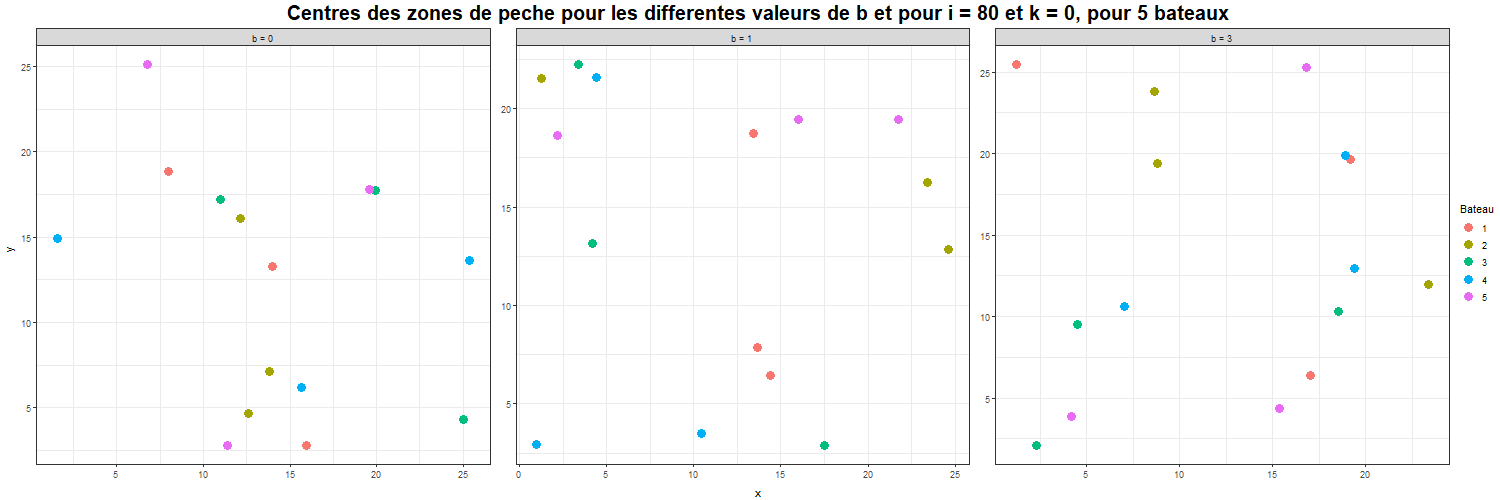 Centres des zones de peche pour les differentes valeurs de b et pour i = 80 et k = 0, pour 5 bateaux
b = 0
b = 1
b = 3
y
25
20
15
10
5
5 10 15 20 25
20
15
10
5
0 5 10 15 20 25
25
20
15
10
5
5 10 15 20
x
Bateau
1
2
3
4
5